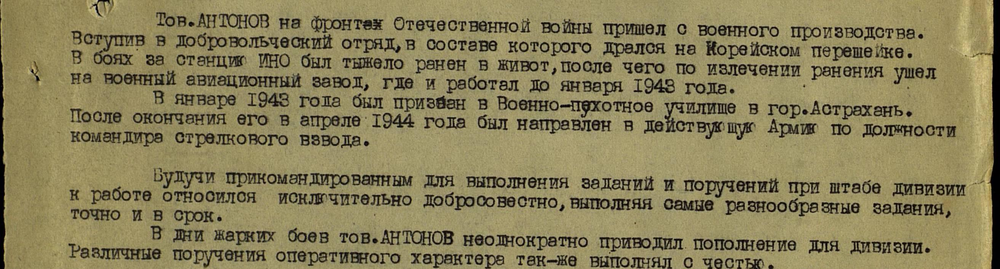 Тов.АНТОНОВ на фронтах Отечественной войны пришел с военного производства.
Вступив в добровольческий отряд,в составе которого дрался на Корейском перешейке.
В боях за станцию ИНО был тыжело ранен в живот,после чего по излечении ранения ушел
на военный авиационный завод, где и работал до января 1943 года.
В январе 1943 года был призван в Военно-пехотное училище в гор.Астрахань.
После окончания его в апреле 1944 года был направлен в действующую Армию по должности
командира стрелкового взвода.
Будучи прикомандированным для выполнения заданий и поручений при штабе дивизии
к работе относился исключительно добросовестно,выполняя самые разнообразные задания,
точно и в срок.
В дни жарких боев тов.АНТОНОВ неоднократно приводил пополнение для дивизии.
Различные поручения оперативного характера так-же выполнял с честью.